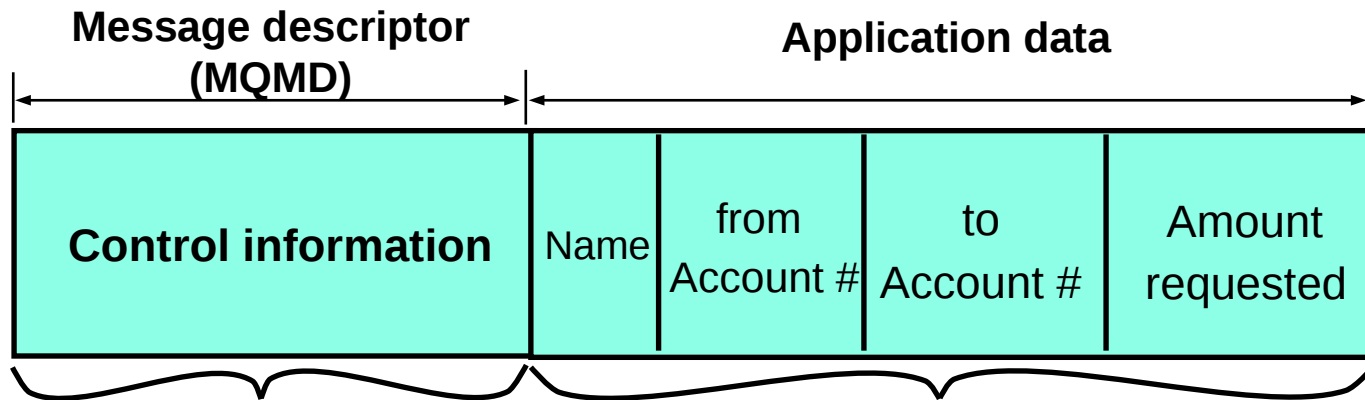 Message descriptor
(MQMD)
Application data
Control information
Name
from
Account #
to
Account #
Amount
requested